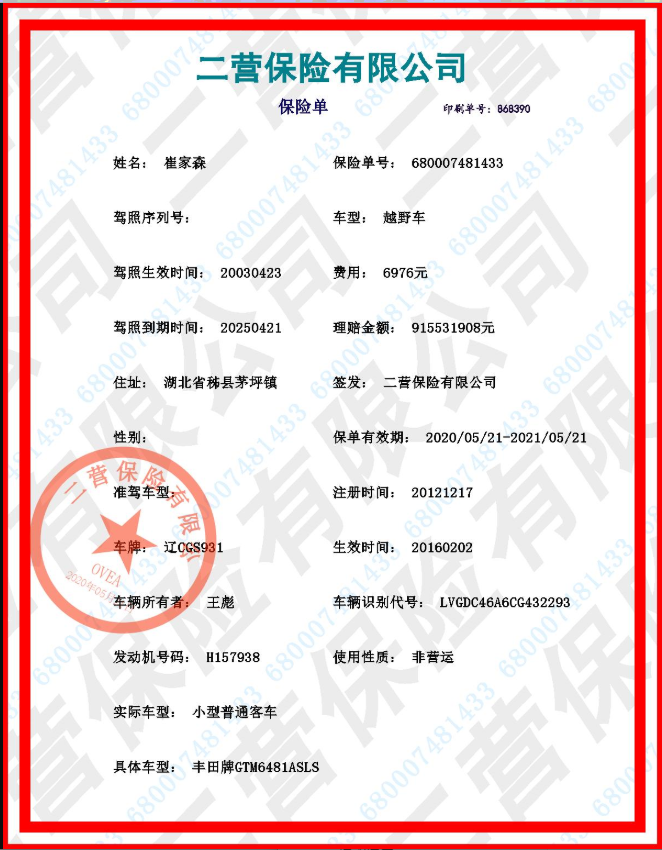 二营保险有限公司
保险单
印刷单号：868390
姓名： 崔家森
保险单号： 680007481433
驾照序列号：
车型： 越野车
驾照生效时间： 20030423
费用： 6976元
驾照到期时间： 20250421
理赔金额： 915531908元
住址： 湖北省秭县茅坪镇
签发： 二营保险有限公司
性别：
保单有效期： 2020/05/21-2021/05/21
准驾车型：
注册时间： 20121217
车牌： 辽CGS931
生效时间： 20160202
车辆所有者： 王彪
车辆识别代号： LVGDC46A6CG432293
发动机号码： H157938
使用性质： 非营运
实际车型： 小型普通客车
具体车型： 丰田牌GTM6481ASLS
二营保险有限公
OVEA
2020年05月
二营保险有限公司
680007481433